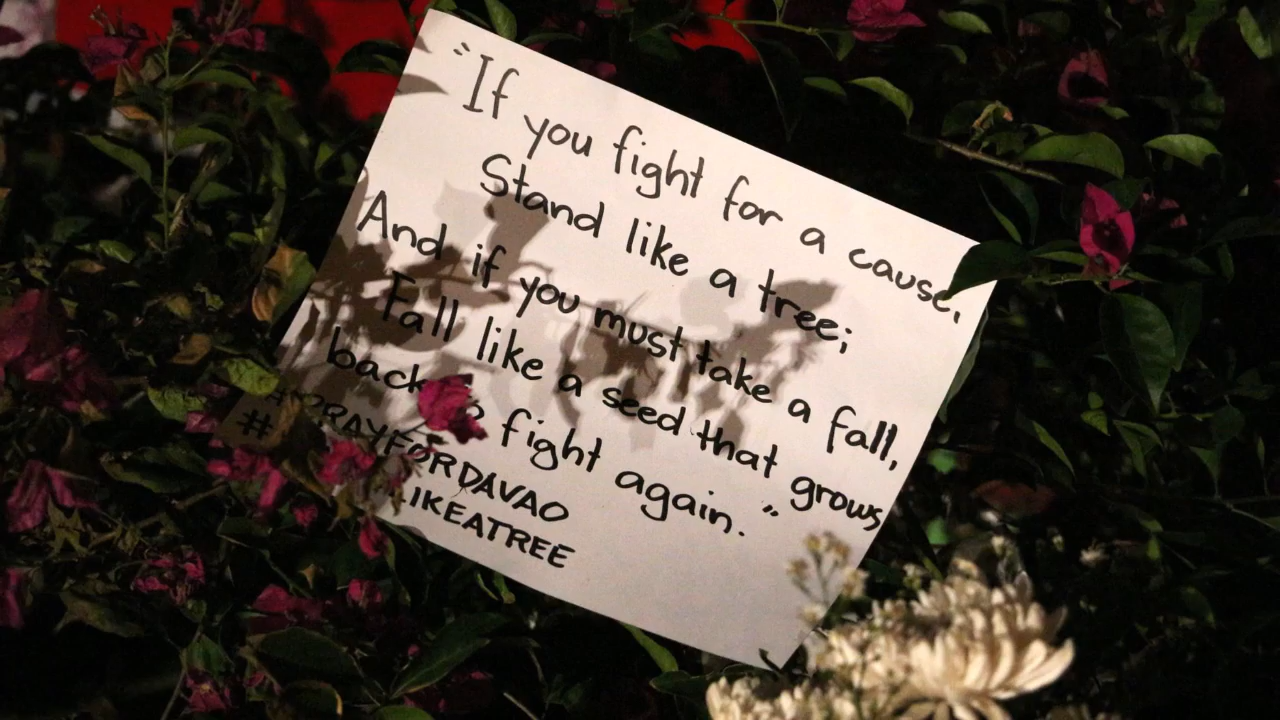 "If you fight for a cause,
Stand like a tree;
And if you must take a fall,
Fall like a seed that grows
back fight again."
#PRAYFORDAVAO
# LIKEATREE